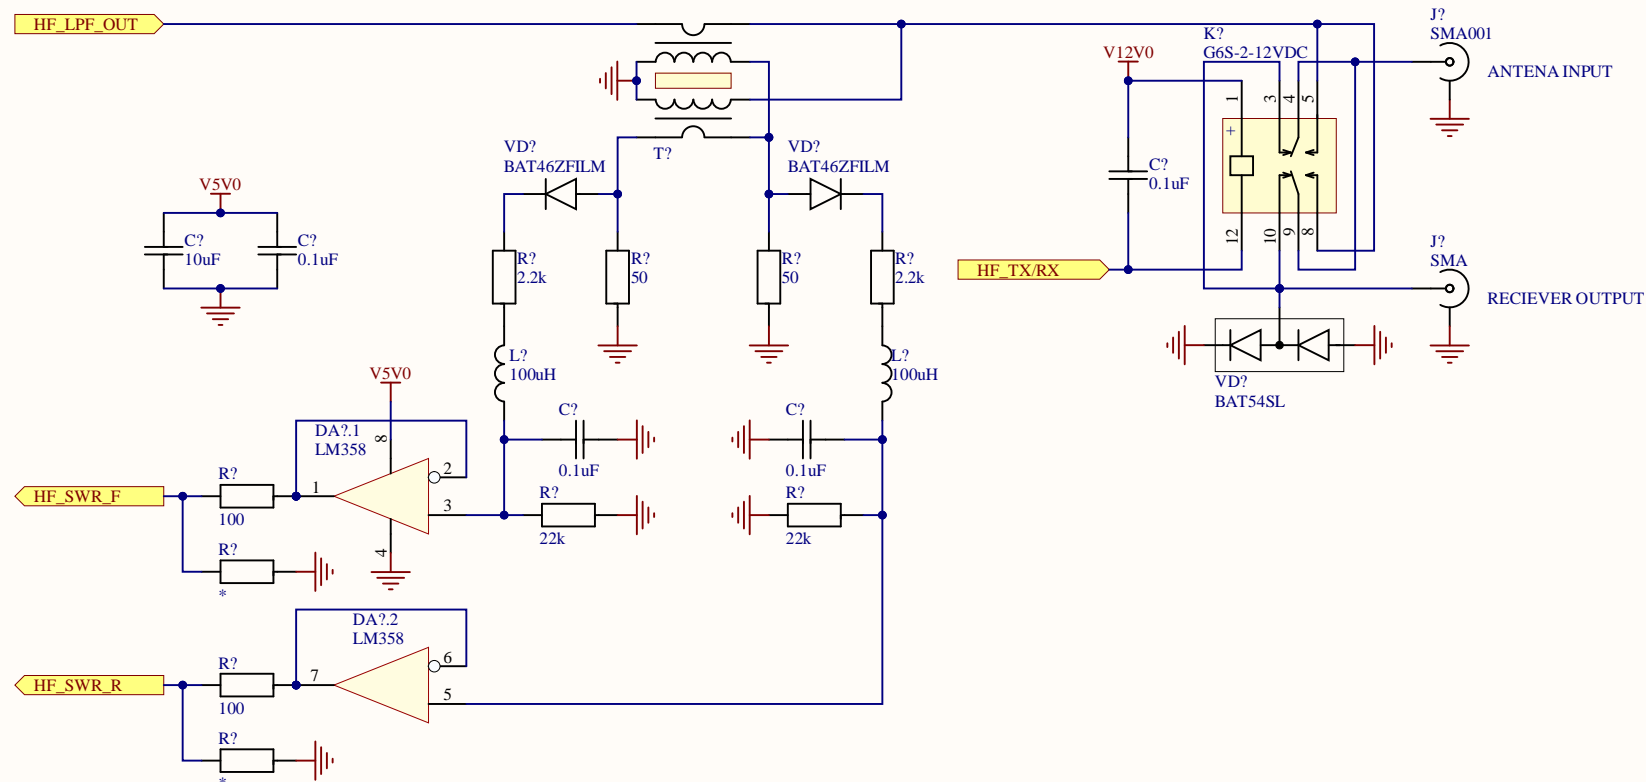 HF_LPF_OUT
J?
SMA001
K?
G6S-2-12VDC
V12V0
ANTENA INPUT
1
3
4
5
+
T?
VD?
BAT46ZFILM
VD?
BAT46ZFILM
C?
0.1uF
V5V0
C?
10uF
C?
0.1uF
R?
2.2k
R?
50
R?
50
R?
2.2k
12
10
9
8
HF_TX/RX
J?
SMA
RECIEVER OUTPUT
L?
100uH
L?
100uH
VD?
BAT54SL
V5V0
DA?.1
LM358
8
C?
0.1uF
C?
0.1uF
2
3
1
4
R?
22k
R?
22k
HF_SWR_F
R?
100
R?
*
DA?.2
LM358
6
5
7
HF_SWR_R
R?
100
R?
*